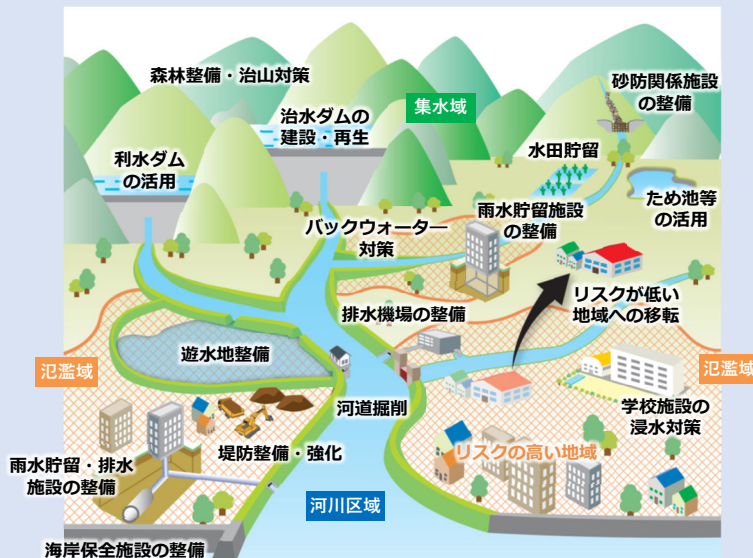 森林整備・治山対策
砂防関係施設
の整備
集水域
治水ダムの
建設・再生
利水ダム
の活用
水田貯留
ため池等
の活用
雨水貯留施設
の整備
バックウォーター
対策
リスクが低い
地域への移転
排水機場の整備
遊水地整備
氾濫域
氾濫域
河道掘削
学校施設の
浸水対策
堤防整備・強化
リスクの高い地域
雨水貯留・排水
施設の整備
河川区域
海岸保全施設の整備